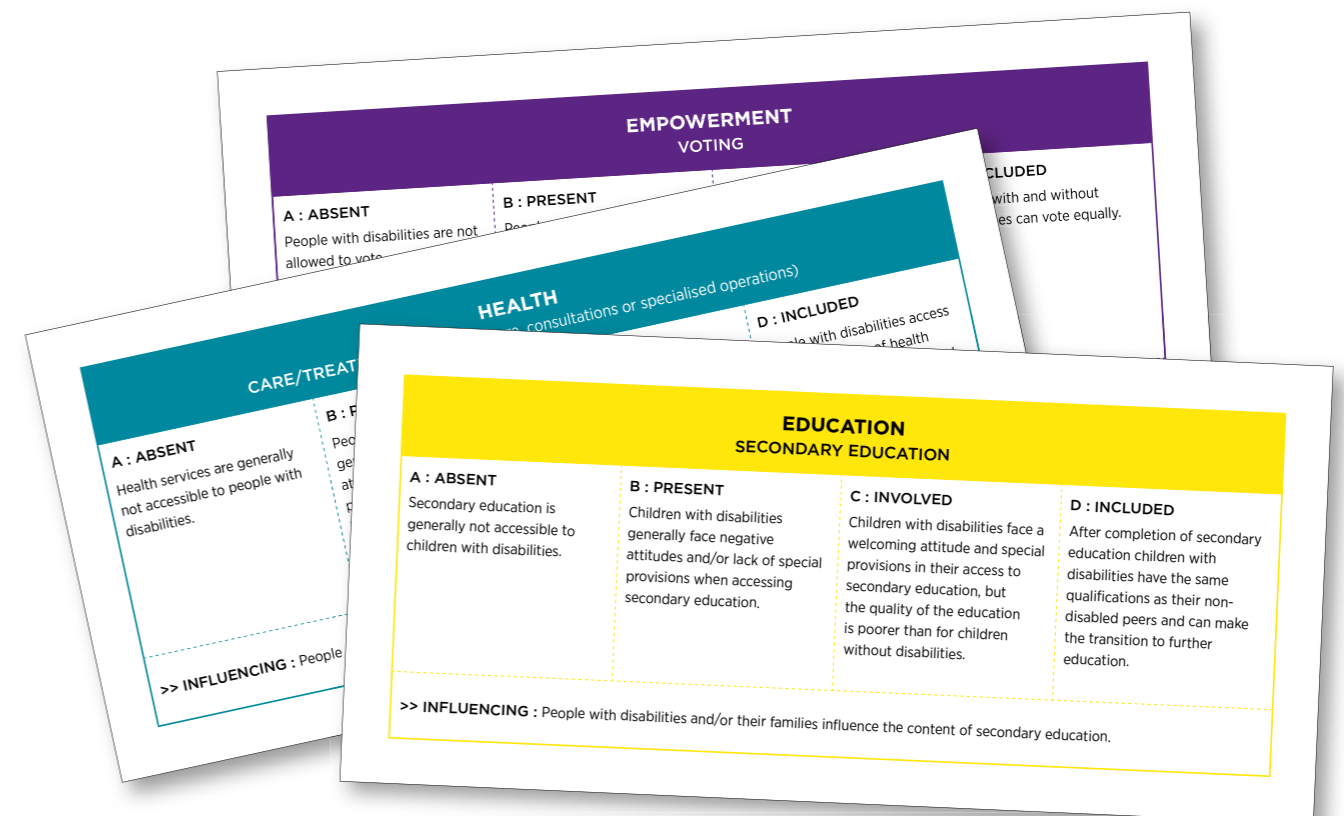 EMPOWERMENT
VOTING
A : ABSENT
People with disabilities are not
allowed to vote
B : PRESENT
with and without
can vote equally.
HEALTH
consultations or specialised operations)
A : ABSENT
Health services are generally
not accessible to people with
disabilities.
B :
D : INCLUDED
with disabilities access
of health
>> INFLUENCING : People
EDUCATION
SECONDARY EDUCATION
A : ABSENT
Secondary education is
generally not accessible to
children with disabilities.
B : PRESENT
Children with disabilities
generally face negative
attitudes and/or lack of special
provisions when accessing
secondary education.
C : INVOLVED
Children with disabilities face a
welcoming attitude and special
provisions in their access to
secondary education, but
the quality of the education
is poorer than for children
without disabilities.
D : INCLUDED
After completion of secondary
education children with
disabilities have the same
qualifications as their non-
disabled peers and can make
the transition to further
education.
>> INFLUENCING : People with disabilities and/or their families influence the content of secondary education.